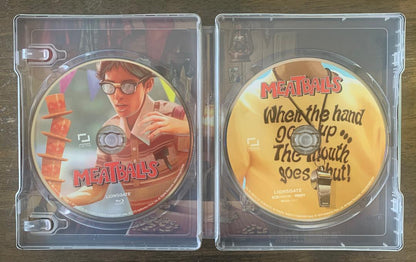 MEATBALLS
LIONSGATE
MEATBALLS
When the hand
goes up...
The mouth
goes shut!
LIONSGATE